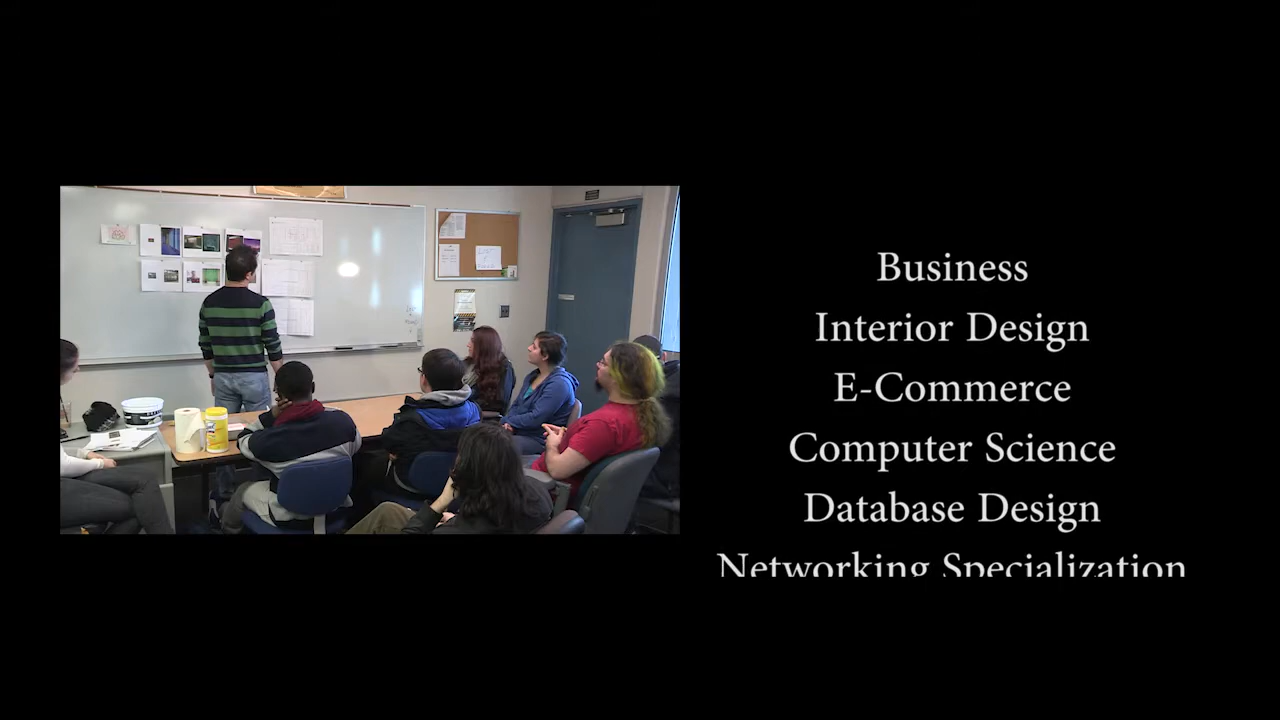 Business
Interior Design
E-Commerce
Computer Science
Database Design
Networking Specialization